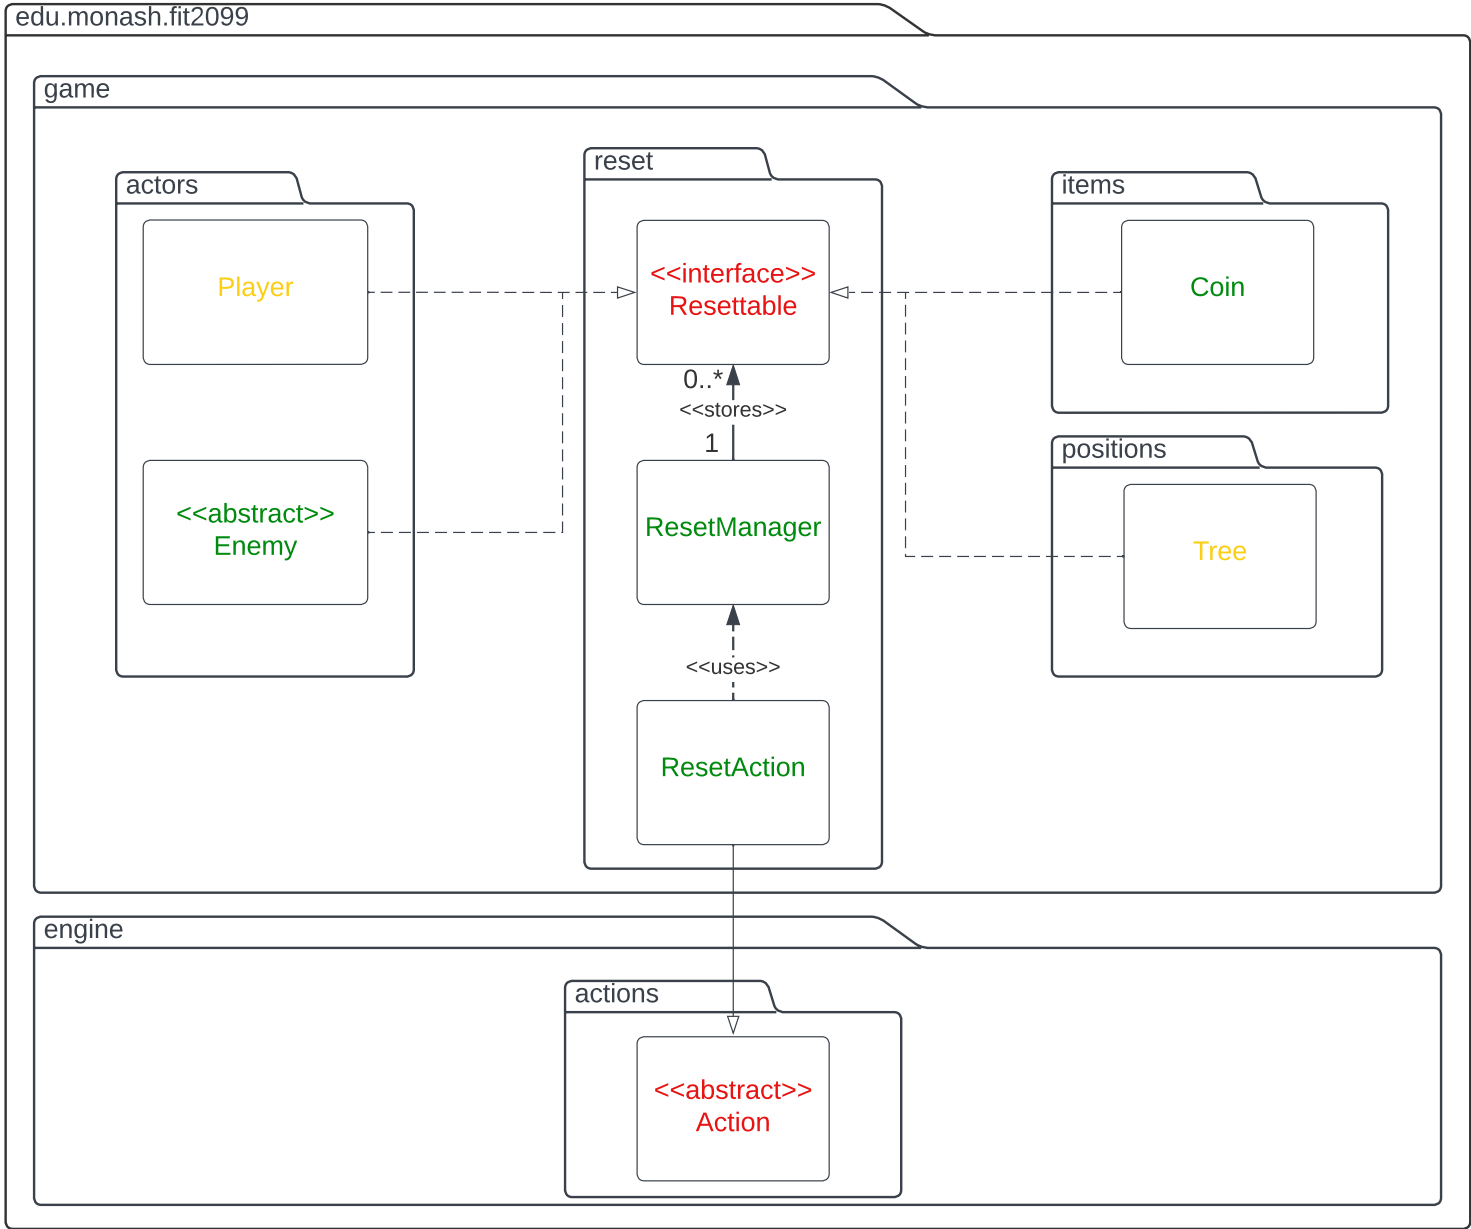 edu.monash.fit2099
game
actors
Player
<<abstract>>
Enemy
reset
<<interface>>
Resettable
0..*
<<stores>>
1
ResetManager
<<uses>>
ResetAction
items
Coin
positions
Tree
engine
actions
<<abstract>>
Action